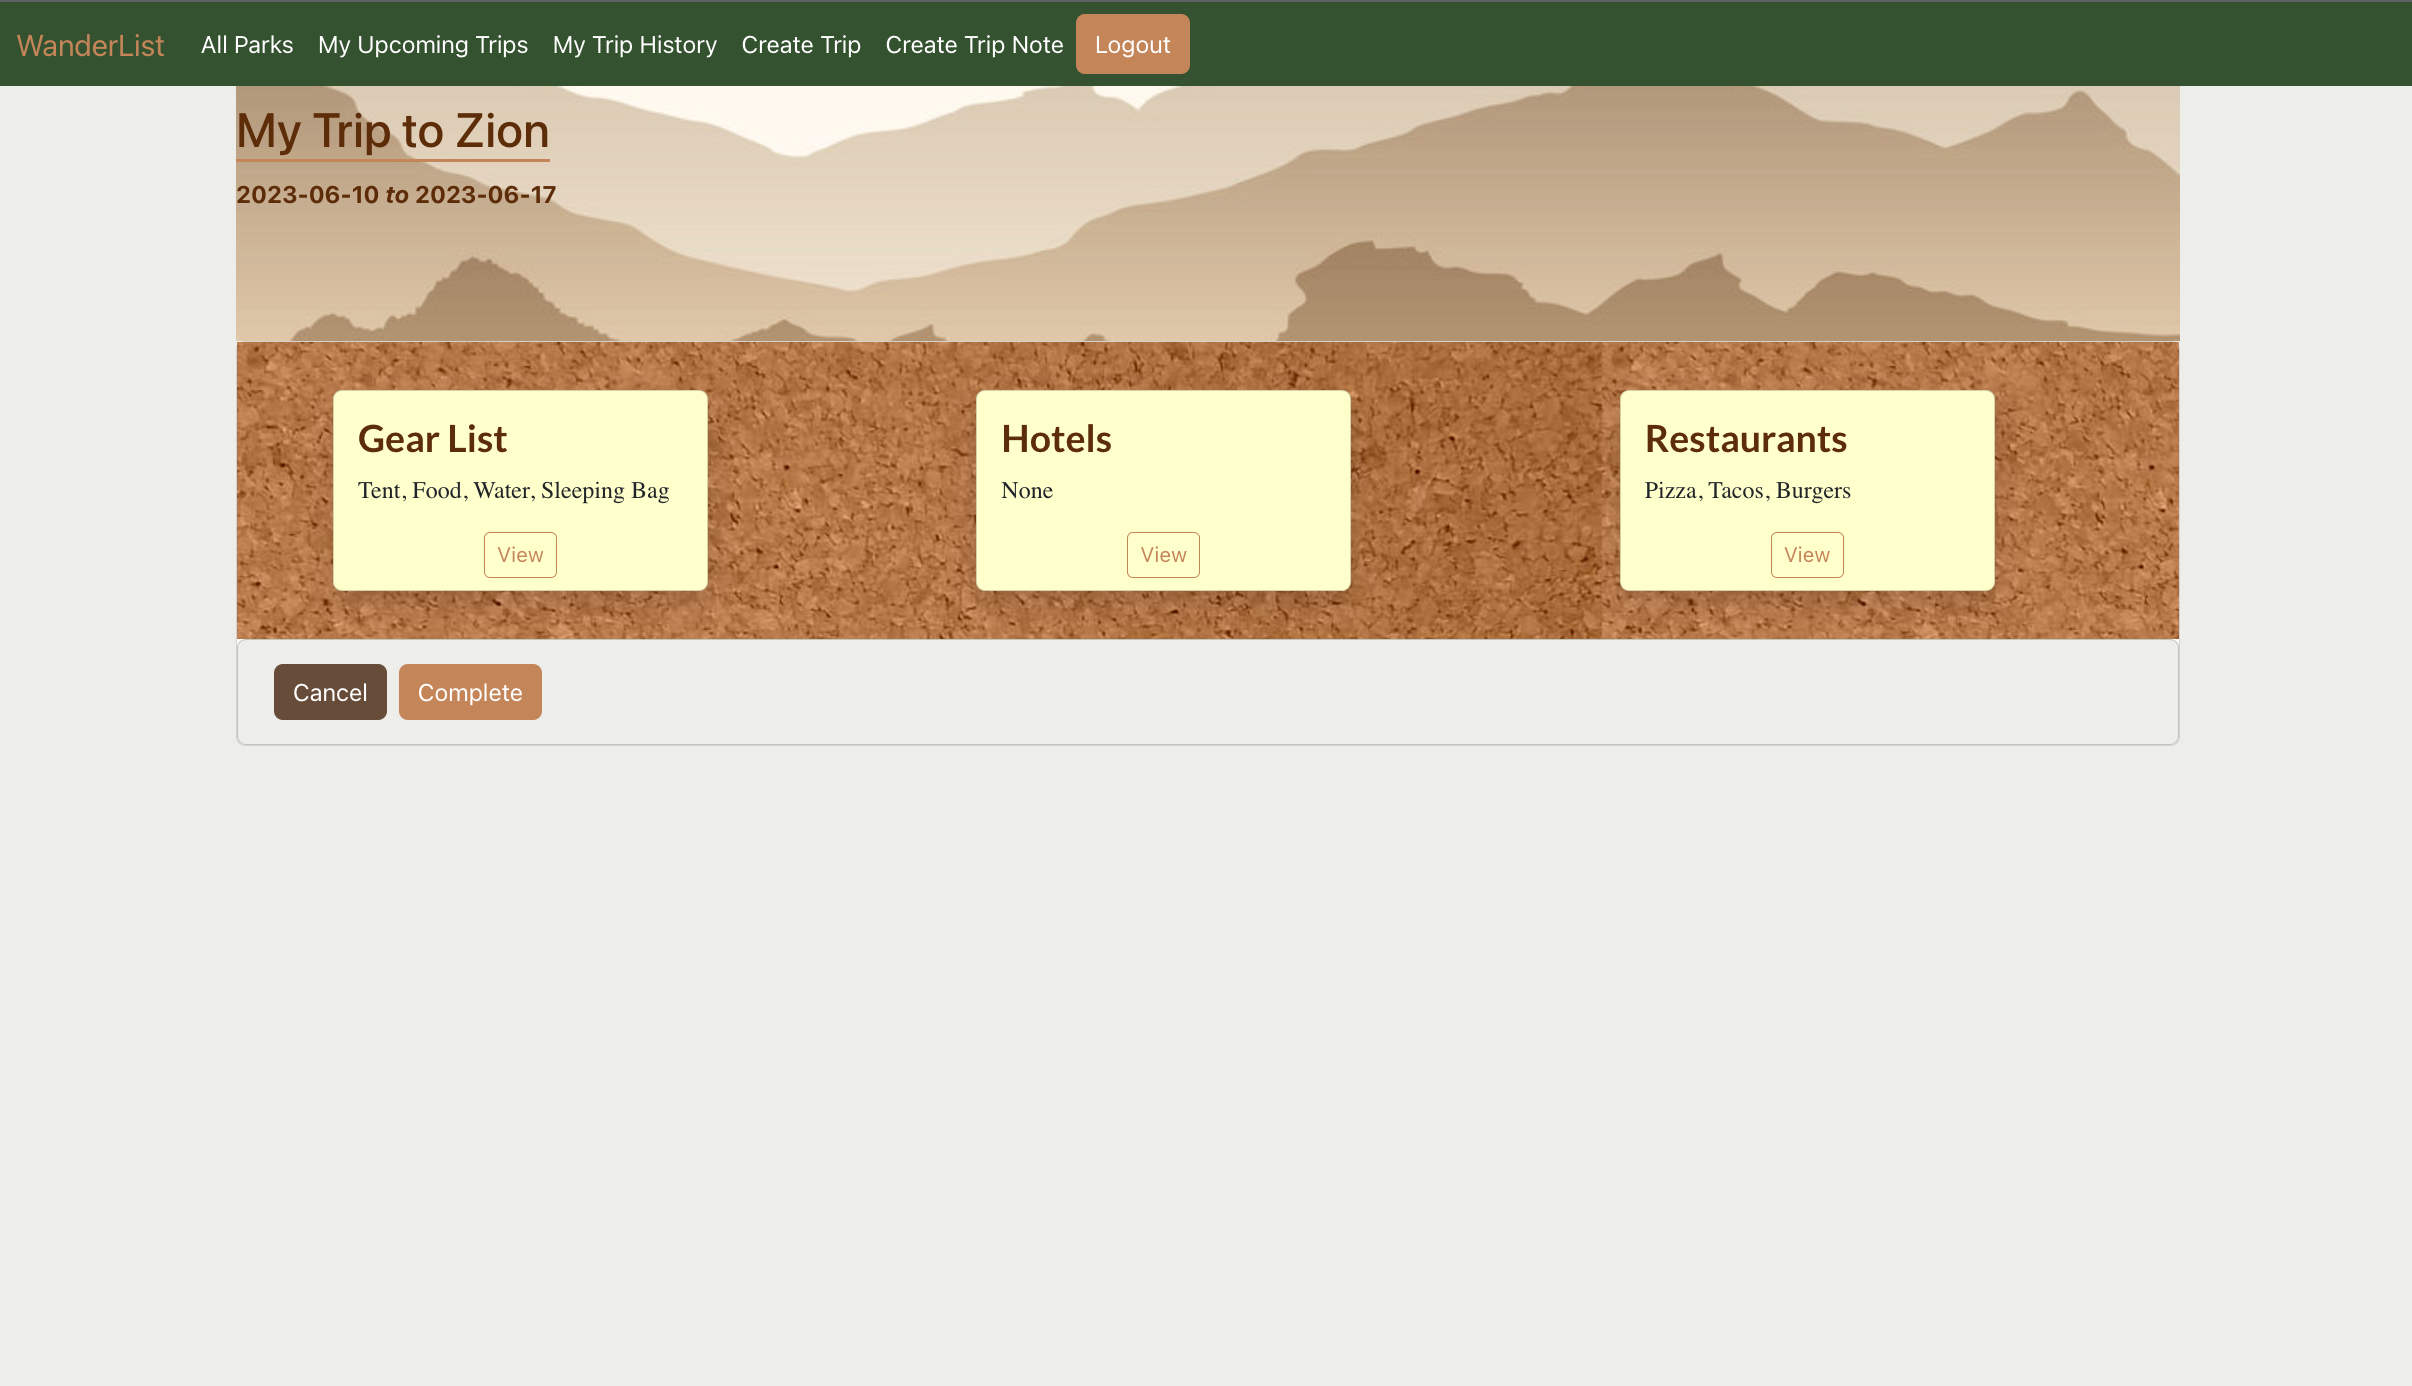 WanderList All Parks My Upcoming Trips My Trip History Create Trip Create Trip Note Logout
My Trip to Zion
2023-06-10 to 2023-06-17
Gear List
Tent, Food, Water, Sleeping Bag
View
Hotels
None
View
Restaurants
Pizza, Tacos, Burgers
View
Cancel Complete